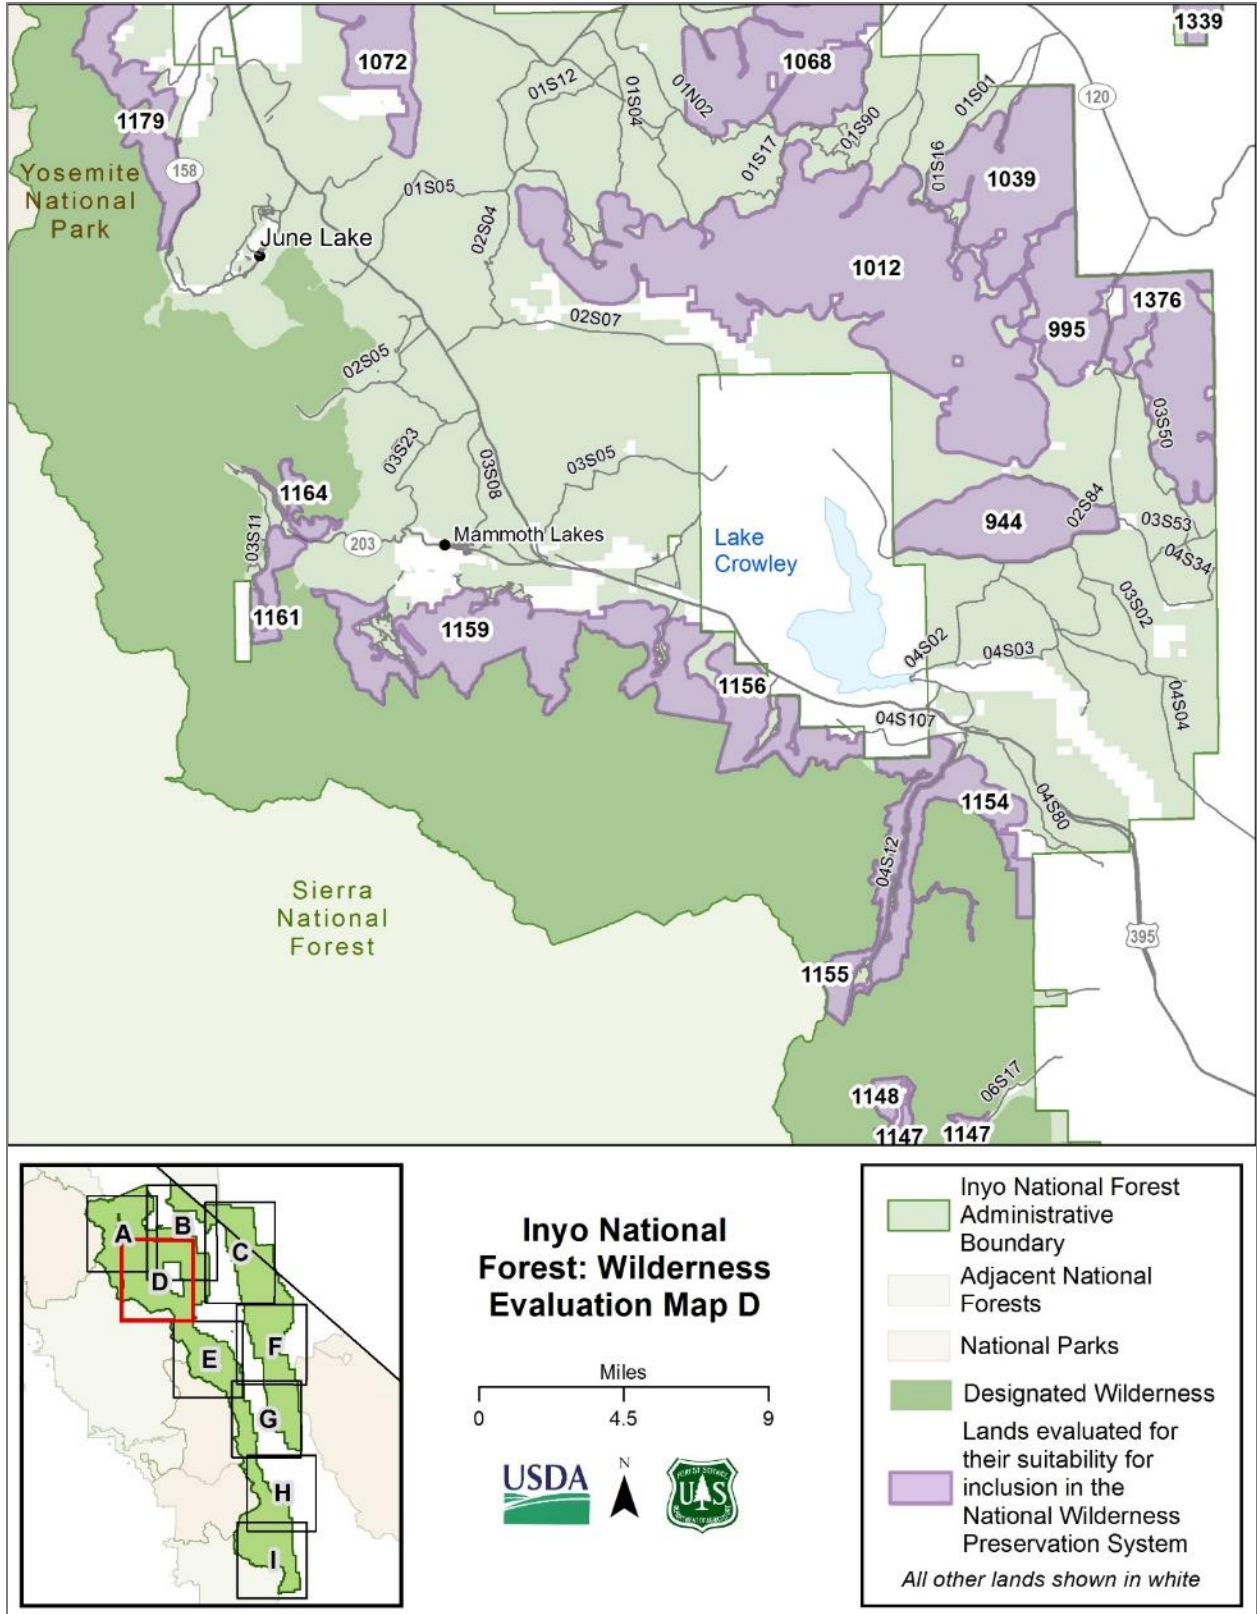 1339
1072
1068
120
01S12
01S04
01N02
01S01
1179
01S90
01S17
01S16
158
Yosemite
National
Park
1039
01S05
02S04
June Lake
1012
1376
02S07
995
02S05
03S50
03S23
03S08
03S05
1164
944
02S84
03S11
203
Mammoth Lakes
Lake
Crowley
03S53
04S34
03S02
1161
1159
04S02
04S03
1156
04S04
04S107
1154
04S80
04S12
Sierra
National
Forest
395
1155
06S17
1148
1147
1147
A
B
C
D
E
F
G
H
I
Inyo National
Forest: Wilderness
Evaluation Map D
Miles
0 4.5 9
USDA
N
FOREST SERVICE
U S
DEPARTMENT OF AGRICULTURE
Inyo National Forest
Administrative
Boundary
Adjacent National
Forests
National Parks
Designated Wilderness
Lands evaluated for
their suitability for
inclusion in the
National Wilderness
Preservation System
All other lands shown in white